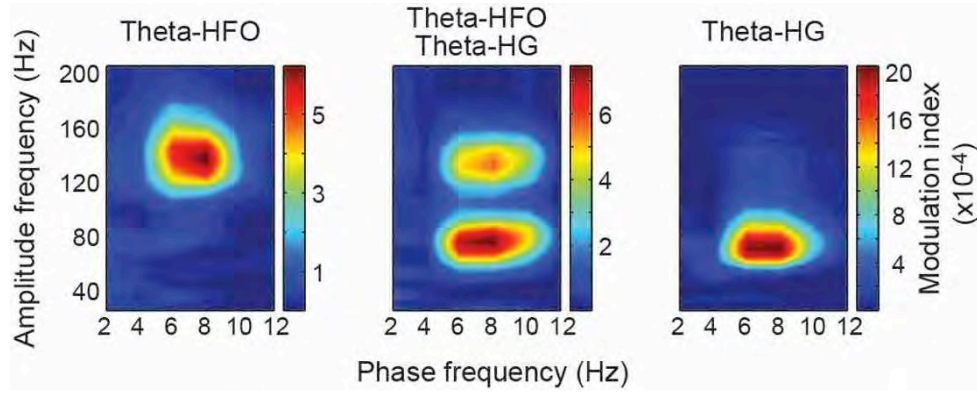 Theta-HFO
Theta-HFO
Theta-HG
Theta-HG
Amplitude frequency (Hz)
200
160
120
80
40
2 4 6 8 10 12
5
3
1
2 4 6 8 10 12
6
4
2
2 4 6 8 10 12
20
16
12
8
4
Modulation index
(x10-4)
Phase frequency (Hz)